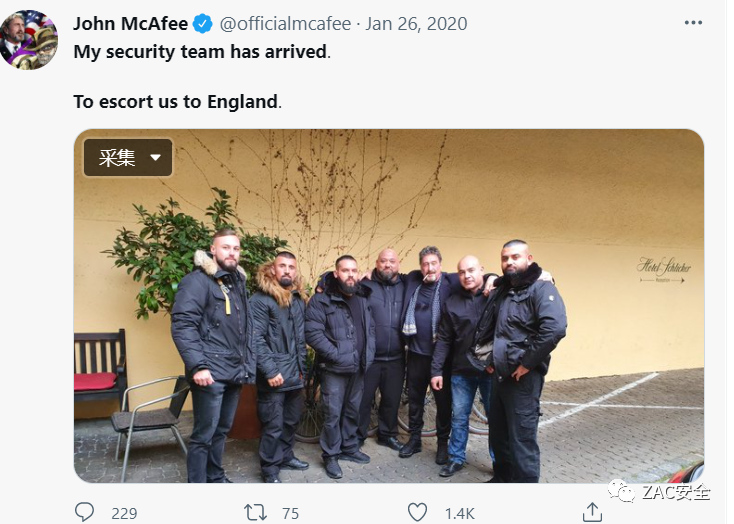 John McAfee @officialmcafee · Jan 26, 2020
My security team has arrived.
To escort us to England.
采集
Hotel Schlicker
229 75 1.4K
ZAC安全